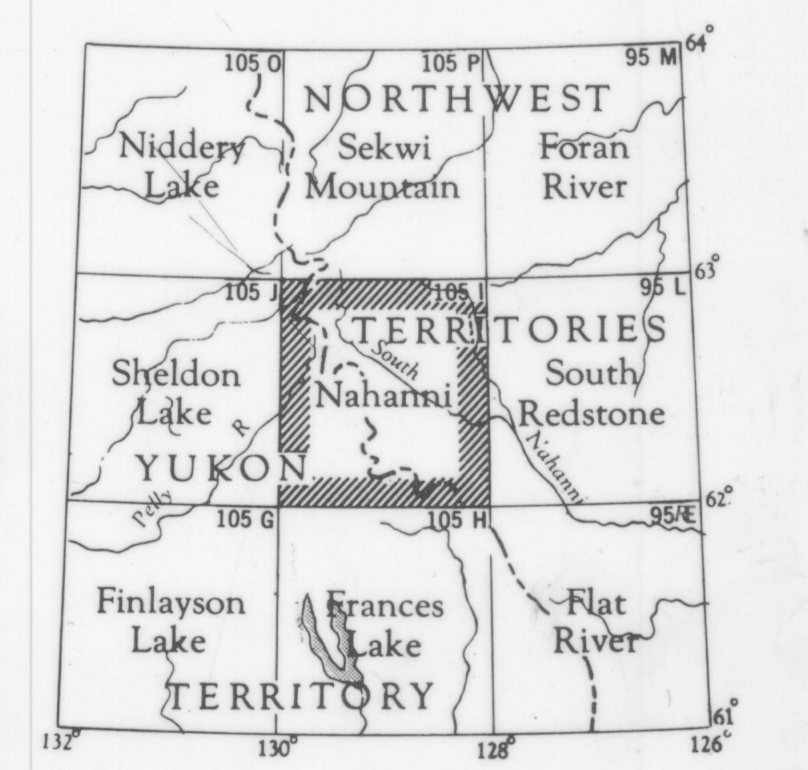 64°
105 O
105 P
95 M
NORTHWEST
Niddery
Lake
Sekwi
Mountain
Foran
River
63°
105 J
105 I
95 L
TERRITORIES
South
Sheldon
Lake
Nahanni
South
Redstone
R
Nahanni
YUKON
Pelly
62°
105 G
105 H
95 E
Finlayson
Lake
Frances
Lake
Flat
River
TERRITORY
61°
132°
130°
128°
126°